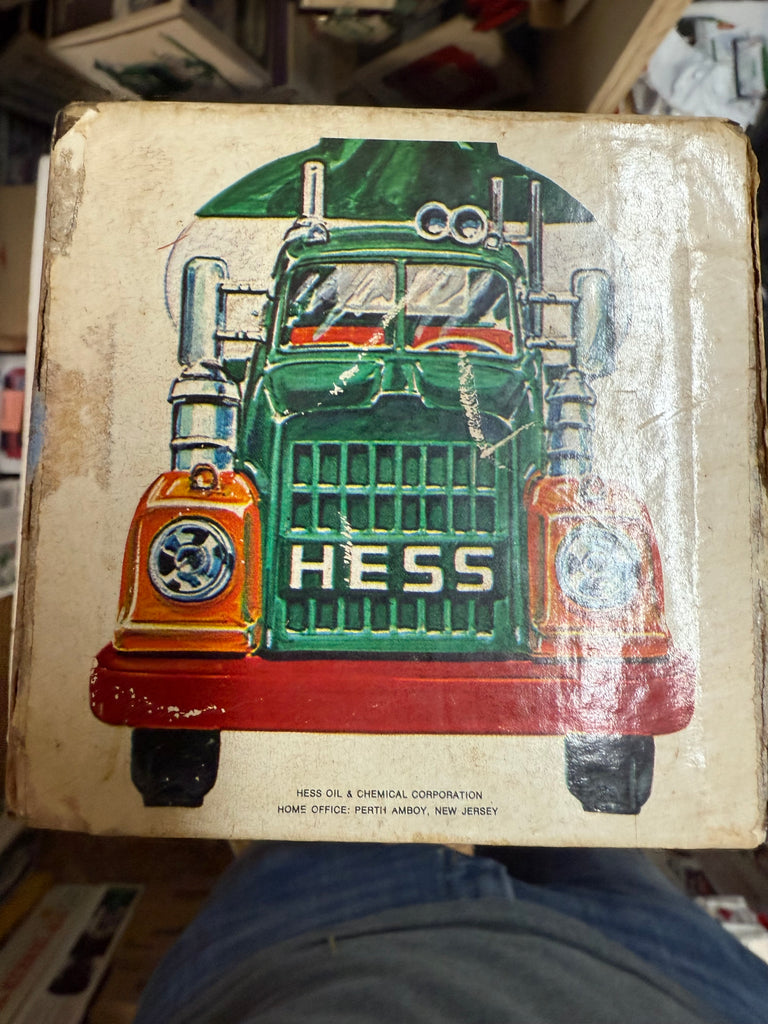 HESS
HESS OIL & CHEMICAL CORPORATION
HOME OFFICE: PERTH AMBOY, NEW JERSEY